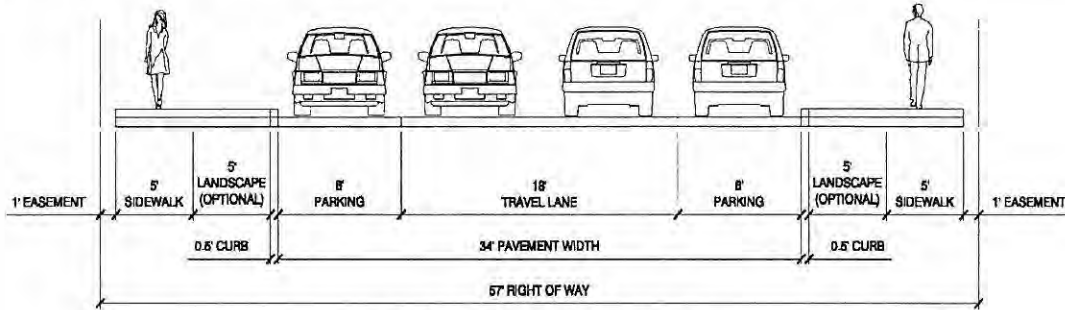 1' EASEMENT
5'
SIDEWALK
5'
LANDSCAPE
(OPTIONAL)
8'
PARKING
18'
TRAVEL LANE
8'
PARKING
5'
LANDSCAPE
(OPTIONAL)
5'
SIDEWALK
1' EASEMENT
0.5' CURB
34' PAVEMENT WIDTH
0.5' CURB
57' RIGHT OF WAY